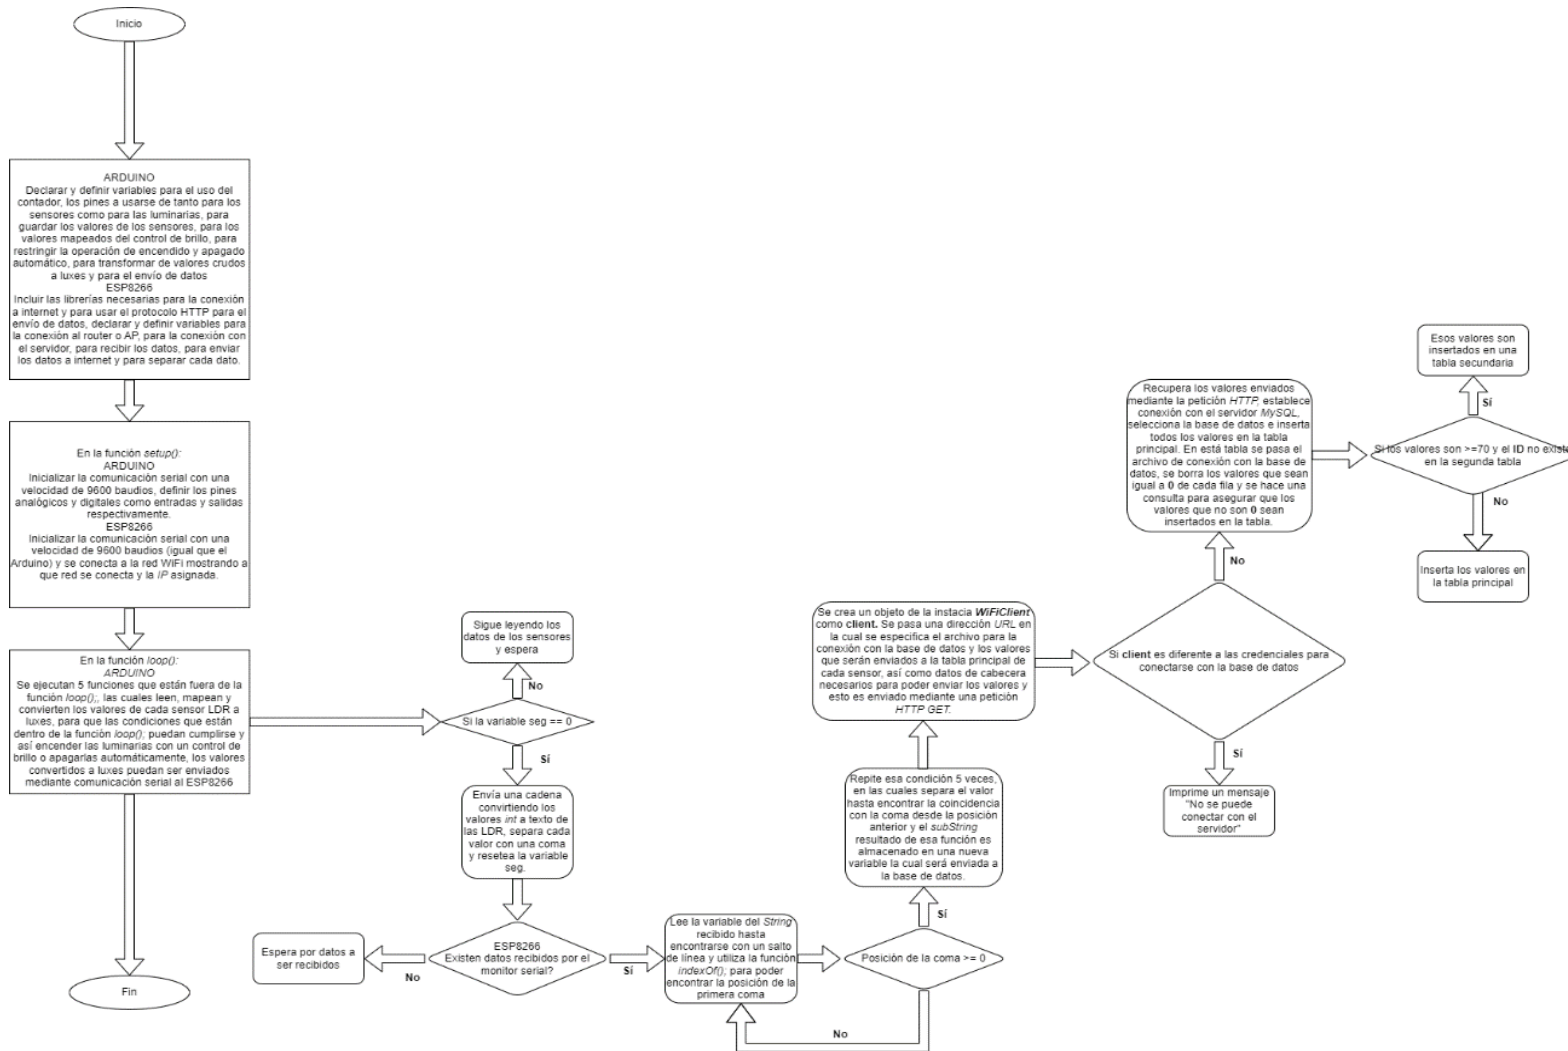 Inicio
ARDUINO
Declarar y definir variables para el uso del
contador, los pines a usarse de tanto para los
sensores como para las luminarias, para
guardar los valores de los sensores, para los
valores mapeados del control de brillo, para
restringir la operación de encendido y apagado
automático, para transformar de valores crudos
a luxes y para el envío de datos
ESP8266
Incluir las librerías necesarias para la conexión
a internet y para usar el protocolo HTTP para el
envío de datos, declarar y definir variables para
la conexión al router o AP, para la conexión con
el servidor, para recibir los datos, para enviar
los datos a internet y para separar cada dato.
En la función setup():
ARDUINO
Inicializar la comunicación serial con una
velocidad de 9600 baudios, definir los pines
analógicos y digitales como entradas y salidas
respectivamente.
ESP8266
Inicializar la comunicación serial con una
velocidad de 9600 baudios (igual que el
Arduino) y se conecta a la red WiFi mostrando a
que red se conecta y la IP asignada.
En la función loop():
ARDUINO
Se ejecutan 5 funciones que están fuera de la
función loop();, las cuales leen, mapean y
convierten los valores de cada sensor LDR a
luxes, para que las condiciones que están
dentro de la función loop(); puedan cumplirse y
así encender las luminarias con un control de
brillo o apagarlas automáticamente, los valores
convertidos a luxes puedan ser enviados
mediante comunicación serial al ESP8266
Fin
Sigue leyendo los
datos de los sensores
y espera
No
Si la variable seg == 0
Sí
Envía una cadena
convirtiendo los
valores int a texto de
las LDR, separa cada
valor con una coma
y resetea la variable
seg.
ESP8266
Existen datos recibidos por el
monitor serial?
No
Espera por datos a
ser recibidos
Sí
Lee la variable del String
recibido hasta
encontrarse con un salto
de línea y utiliza la función
indexOf(); para poder
encontrar la posición de la
primera coma
Posición de la coma >= 0
No
Sí
Repite esa condición 5 veces,
en las cuales separa el valor
hasta encontrar la coincidencia
con la coma desde la posición
anterior y el subString
resultado de esa función es
almacenado en una nueva
variable la cual será enviada a
la base de datos.
Se crea un objeto de la instacia WiFiClient
como client. Se pasa una dirección URL en
la cual se especifica el archivo para la
conexión con la base de datos y los valores
que serán enviados a la tabla principal de
cada sensor, así como datos de cabecera
necesarios para poder enviar los valores y
esto es enviado mediante una petición
HTTP GET.
Si client es diferente a las credenciales para
conectarse con la base de datos
Sí
Imprime un mensaje
"No se puede
conectar con el
servidor"
No
Recupera los valores enviados
mediante la petición HTTP, establece
conexión con el servidor MySQL,
selecciona la base de datos e inserta
todos los valores en la tabla
principal. En está tabla se pasa el
archivo de conexión con la base de
datos, se borra los valores que sean
igual a 0 de cada fila y se hace una
consulta para asegurar que los
valores que no son 0 sean
insertados en la tabla.
Si los valores son >=70 y el ID no existe
en la segunda tabla
Sí
Esos valores son
insertados en una
tabla secundaria
No
Inserta los valores en
la tabla principal